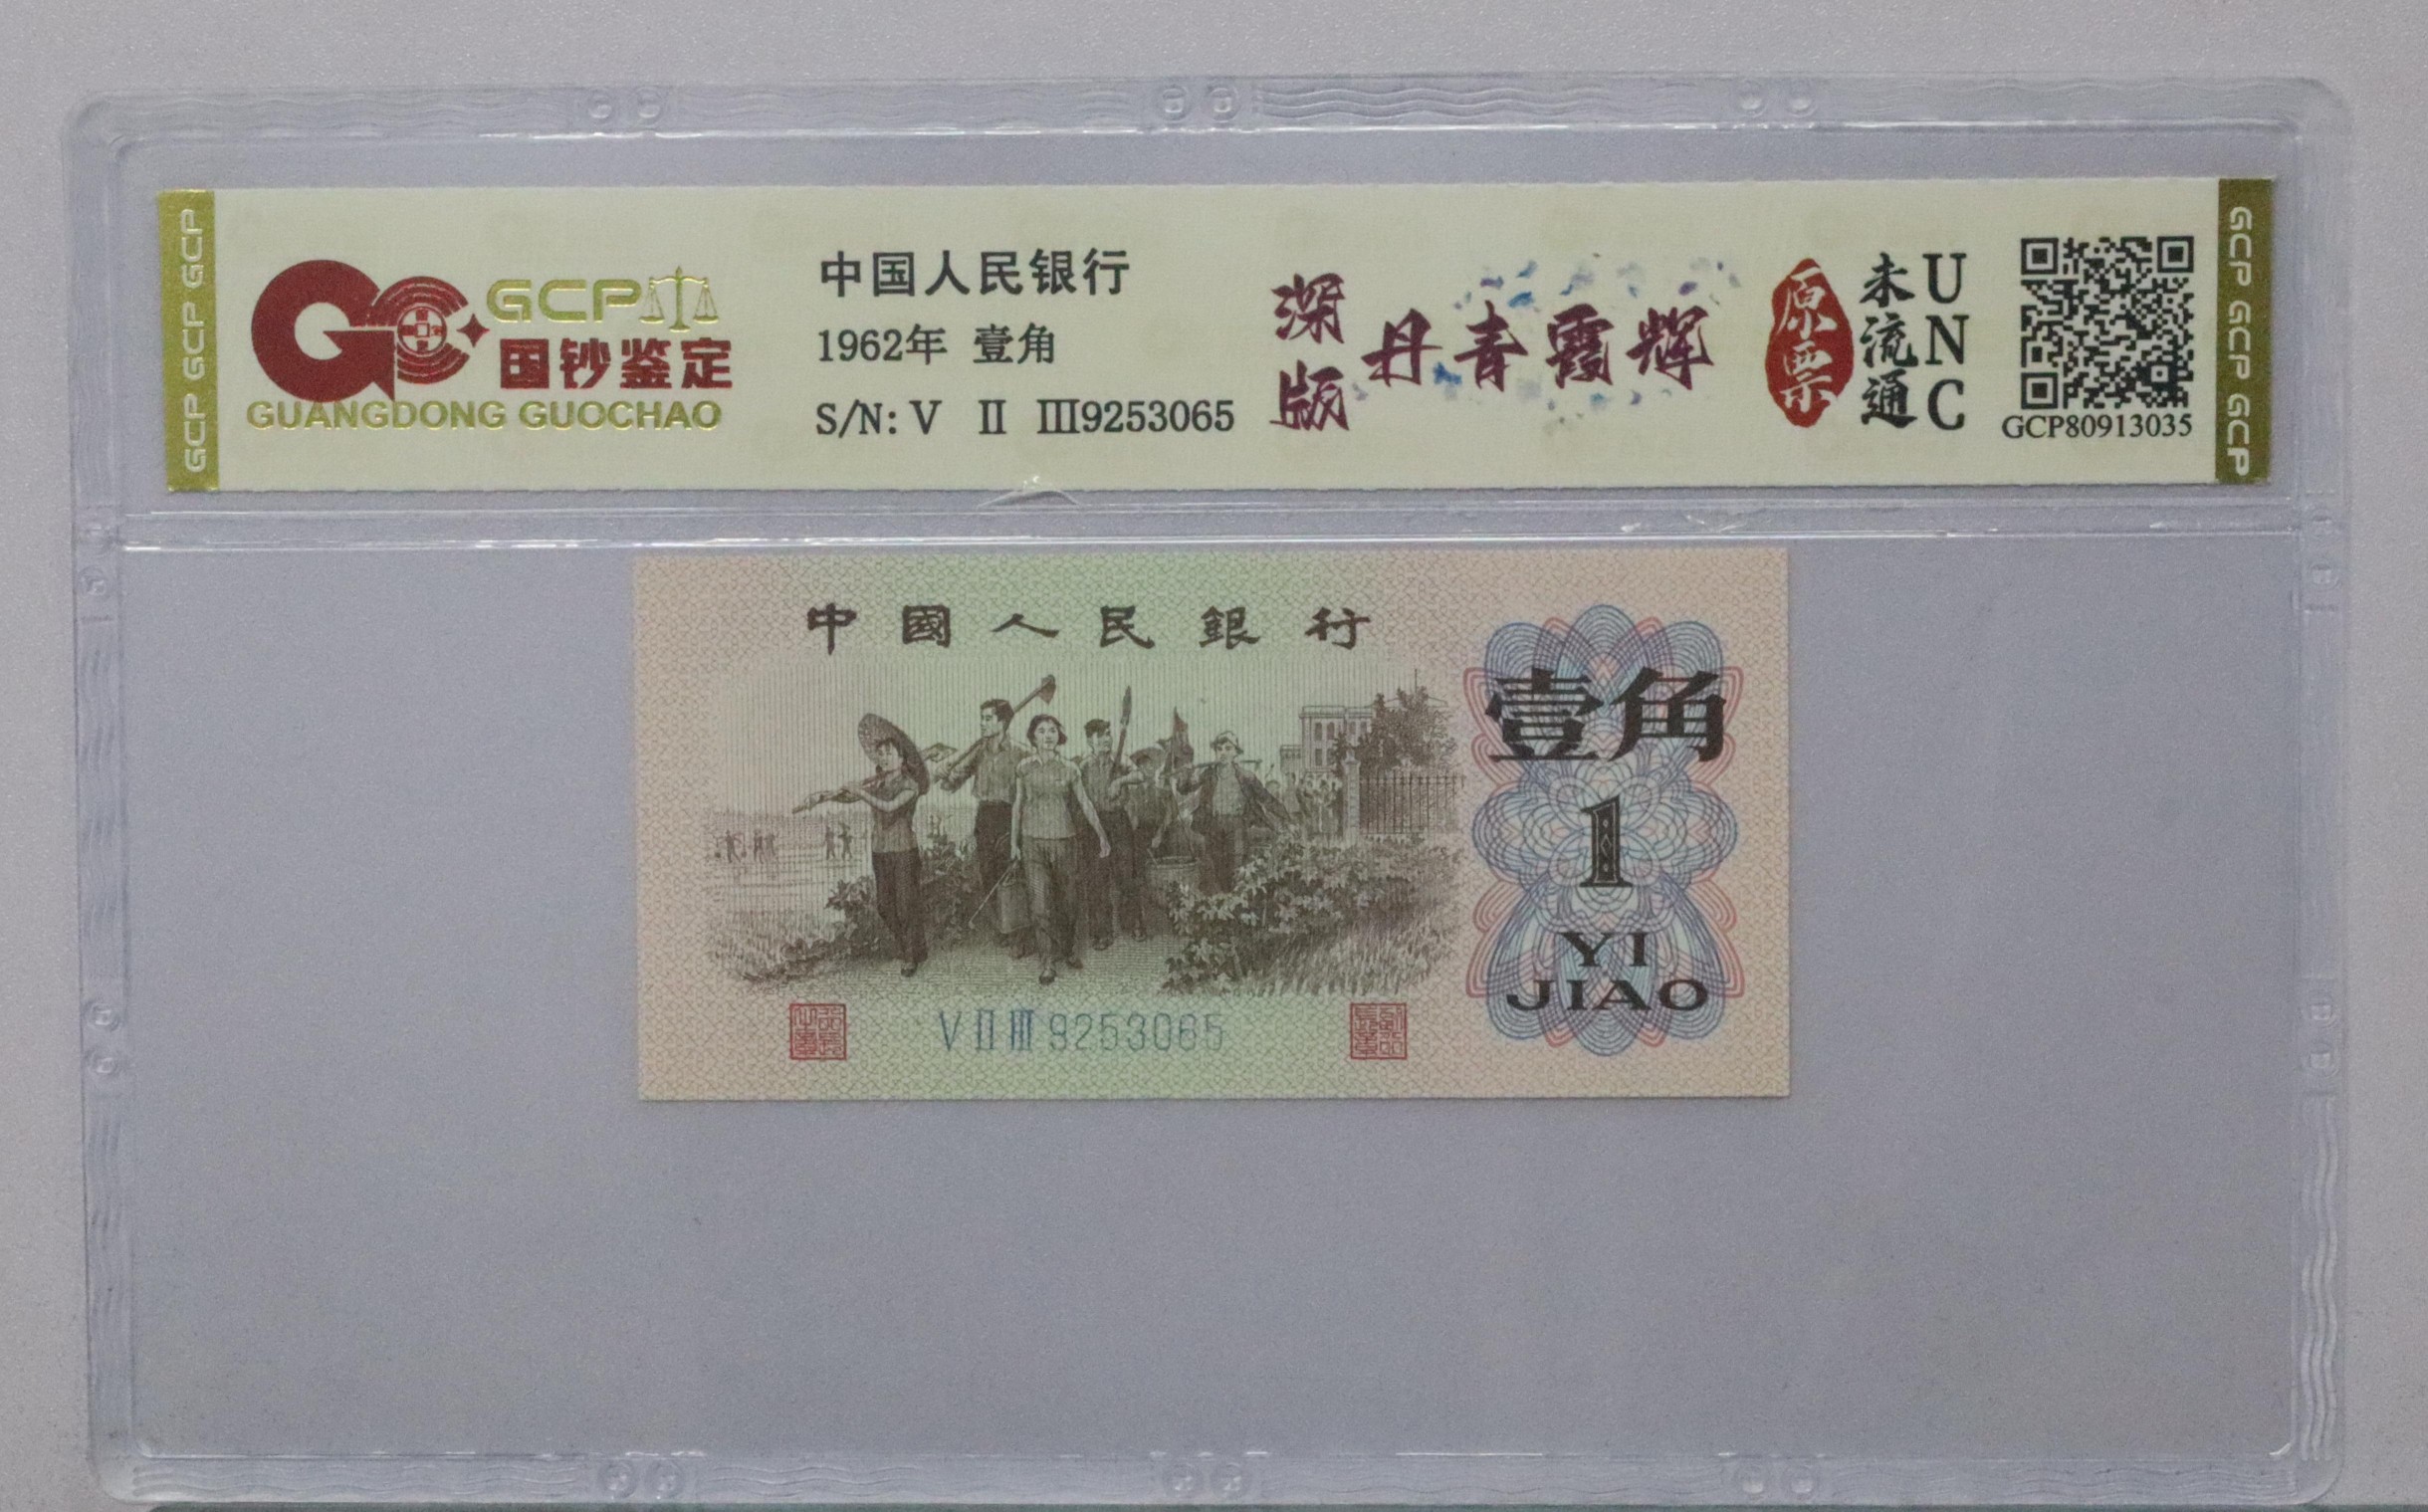 GCP GCP GCP
GCP
国钞鉴定
GUANGDONG GUOCHAO
中国人民银行
1962年 壹角
S/N: V Ⅱ Ⅲ9253065
深版
丹青霞辉
原票
未流通
UNC
GCP80913035
GCP GCP GCP
中國人民銀行
壹角
1
YI
JIAO
V Ⅱ Ⅲ 9253065